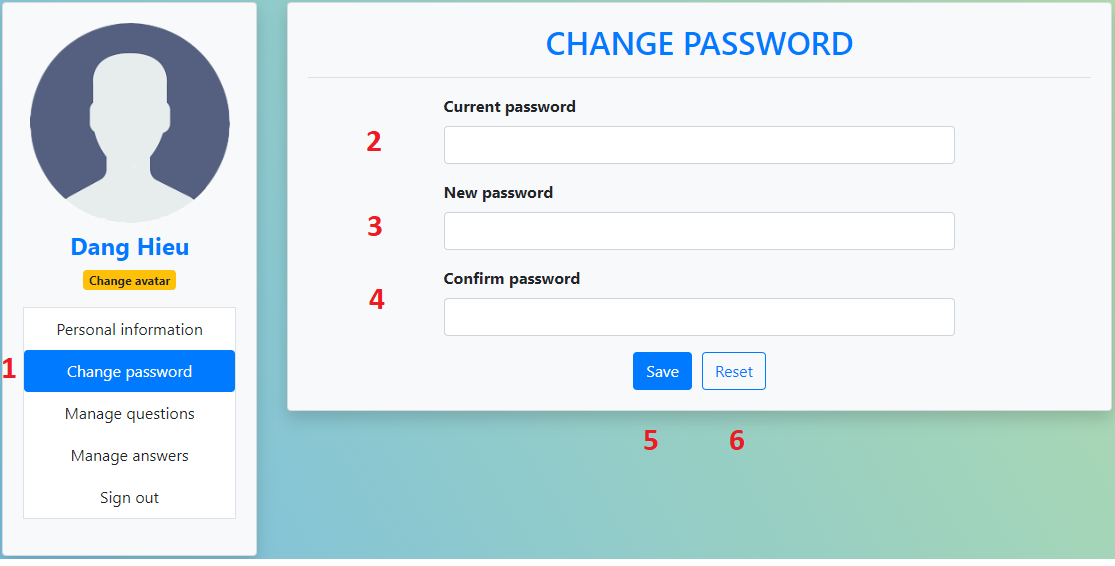 Dang Hieu
Change avatar
Personal information
1
Change password
Manage questions
Manage answers
Sign out
CHANGE PASSWORD
Current password
2
New password
3
Confirm password
4
Save Reset
5 6